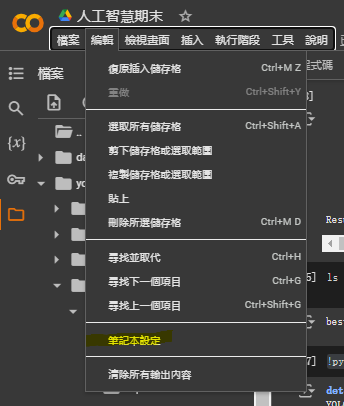 人工智慧期末
檔案 編輯 檢視畫面 插入 執行階段 工具 說明
檔案
復原插入儲存格 Ctrl+M Z
重做 Ctrl+Shift+Y
選取所有儲存格 Ctrl+Shift+A
剪下儲存格或選取範圍
複製儲存格或選取範圍
貼上
刪除所選儲存格 Ctrl+M D
尋找並取代 Ctrl+H
尋找下一個項目 Ctrl+G
尋找上一個項目 Ctrl+Shift+G
筆記本設定
清除所有輸出內容
{x}
..
da
yo
程式碼
Resu
5] ls
bes
7] !py
det